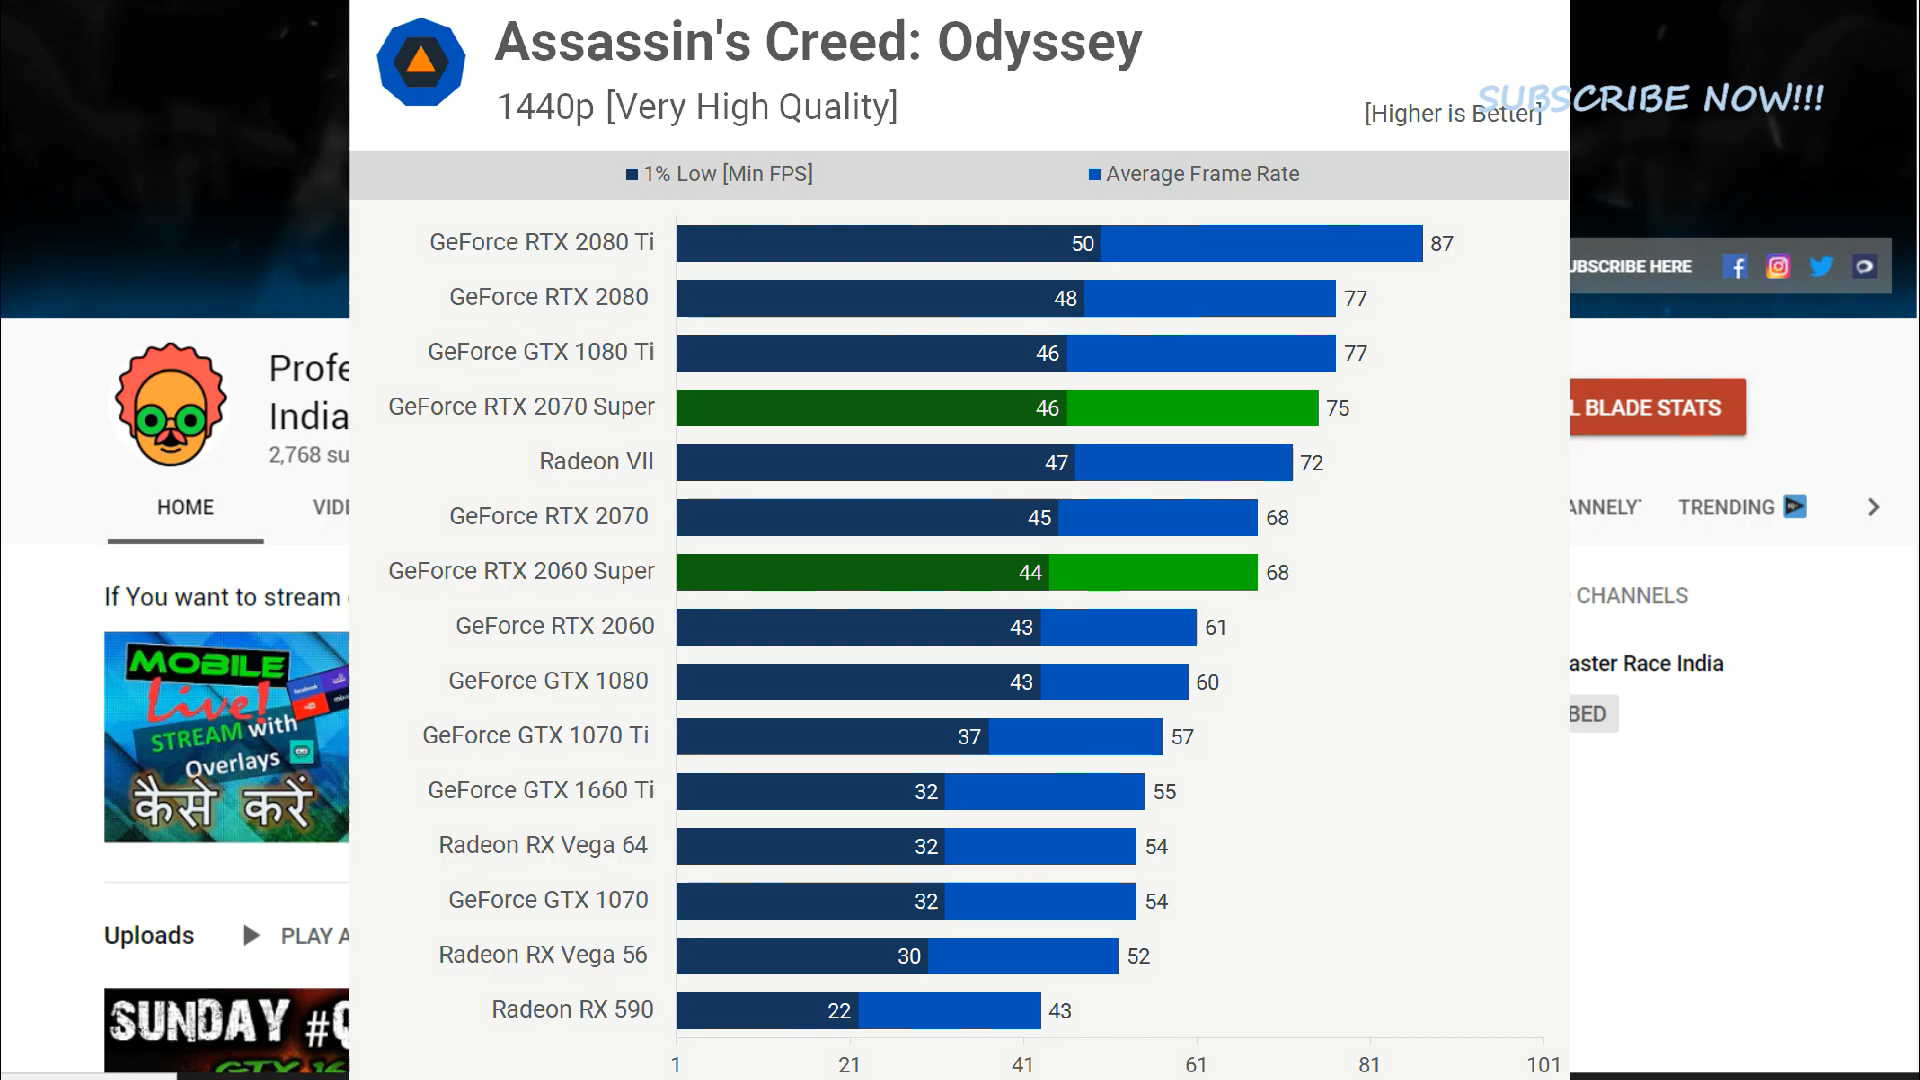 Assassin's Creed: Odyssey
1440p [Very High Quality]
[Higher is Better]
SUBSCRIBE NOW!!!
1% Low [Min FPS]
Average Frame Rate
GeForce RTX 2080 Ti 50 87
GeForce RTX 2080 48 77
GeForce GTX 1080 Ti 46 77
GeForce RTX 2070 Super 46 75
Radeon VII 47 72
GeForce RTX 2070 45 68
GeForce RTX 2060 Super 44 68
GeForce RTX 2060 43 61
GeForce GTX 1080 43 60
GeForce GTX 1070 Ti 37 57
GeForce GTX 1660 Ti 32 55
Radeon RX Vega 64 32 54
GeForce GTX 1070 32 54
Radeon RX Vega 56 30 52
Radeon RX 590 22 43
1 21 41 61 81 101
Profe
India
2,768 su
HOME
VIDE
If You want to stream
MOBILE
Live!
STREAM with
Overlays
कैसे करें
Uploads
PLAY A
SUNDAY #Q
UBSCRIBE HERE
L BLADE STATS
ANNELY
TRENDING
CHANNELS
aster Race India
BED